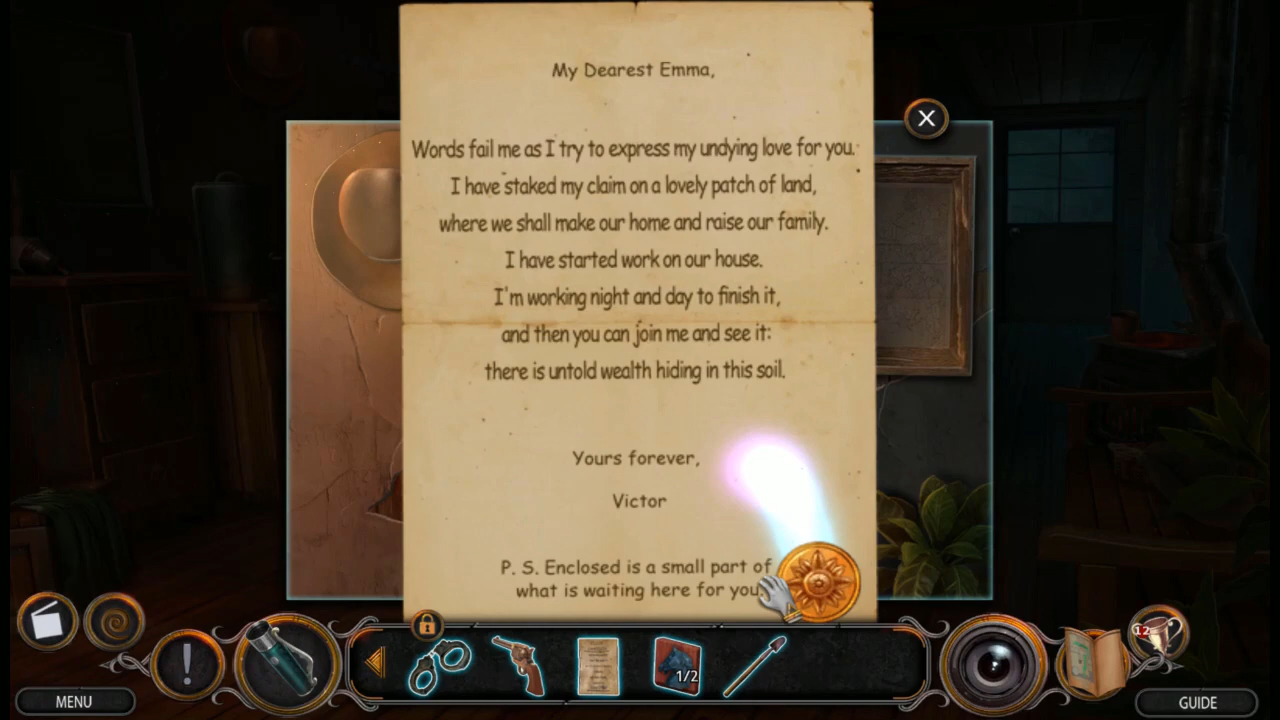 My Dearest Emma,
Words fail me as I try to express my undying love for you.
I have staked my claim on a lovely patch of land,
where we shall make our home and raise our family.
I have started work on our house.
I'm working night and day to finish it,
and then you can join me and see it:
there is untold wealth hiding in this soil.
Yours forever,
Victor
P. S. Enclosed is a small part of
what is waiting here for you.
X
12
1/2
MENU
GUIDE